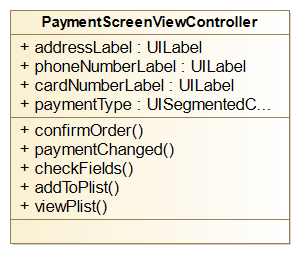 PaymentScreenViewController
+ addressLabel : UILabel
+ phoneNumberLabel : UILabel
+ cardNumberLabel : UILabel
+ paymentType : UISegmentedC...
+ confirmOrder()
+ paymentChanged()
+ checkFields()
+ addToPlist()
+ viewPlist()